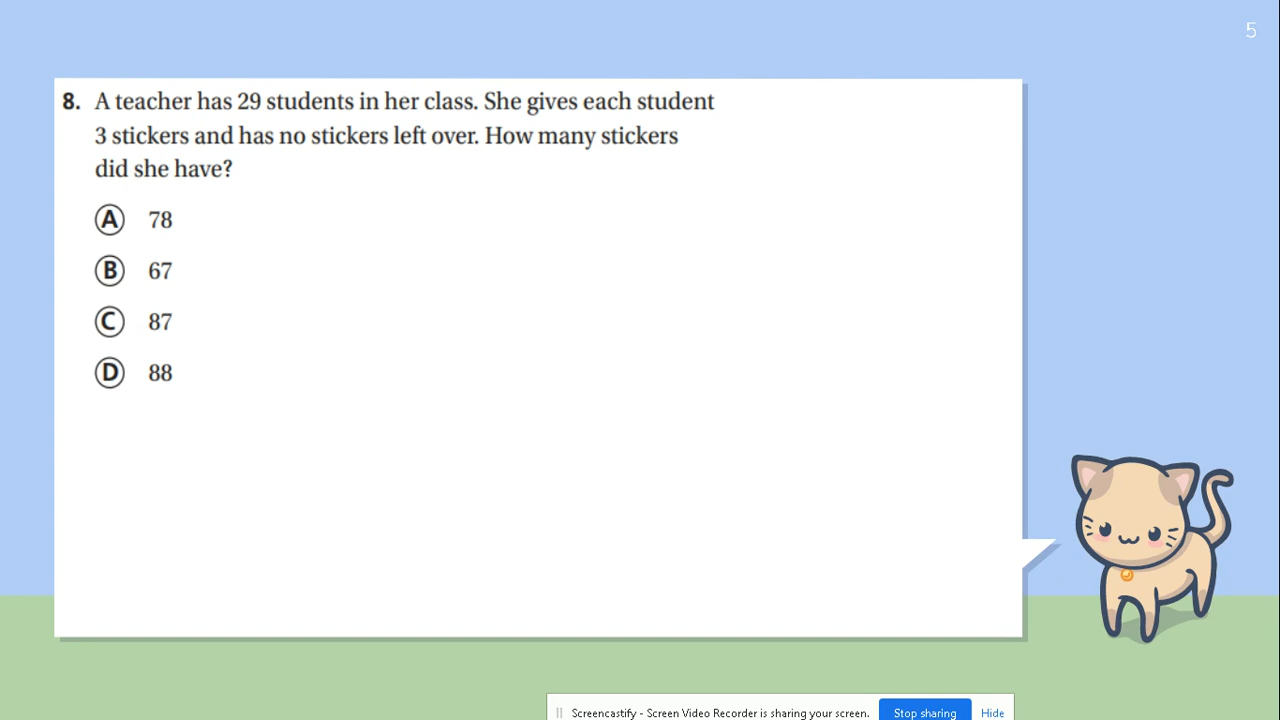 5
8. A teacher has 29 students in her class. She gives each student
3 stickers and has no stickers left over. How many stickers
did she have?
A 78
B 67
C 87
D 88
Screencastify - Screen Video Recorder is sharing your screen. Stop sharing Hide